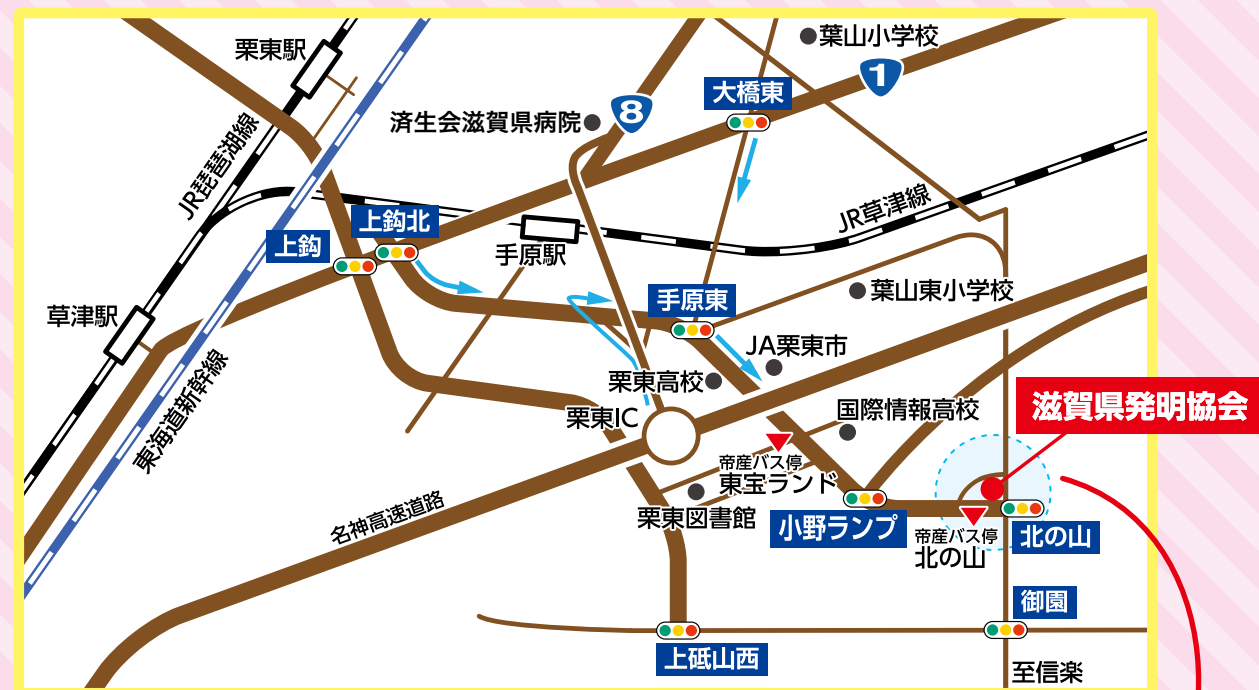 葉山小学校
栗東駅
1
大橋東
8
済生会滋賀県病院
JR琵琶湖線
上鈎北
JR草津線
上鈎
手原駅
手原東
葉山東小学校
草津駅
JA栗東市
栗東高校
東海道新幹線
滋賀県発明協会
栗東IC
国際情報高校
帝産バス停
東宝ランド
名神高速道路
栗東図書館
小野ランプ
帝産バス停
北の山
北の山
御園
上砥山西
至信楽